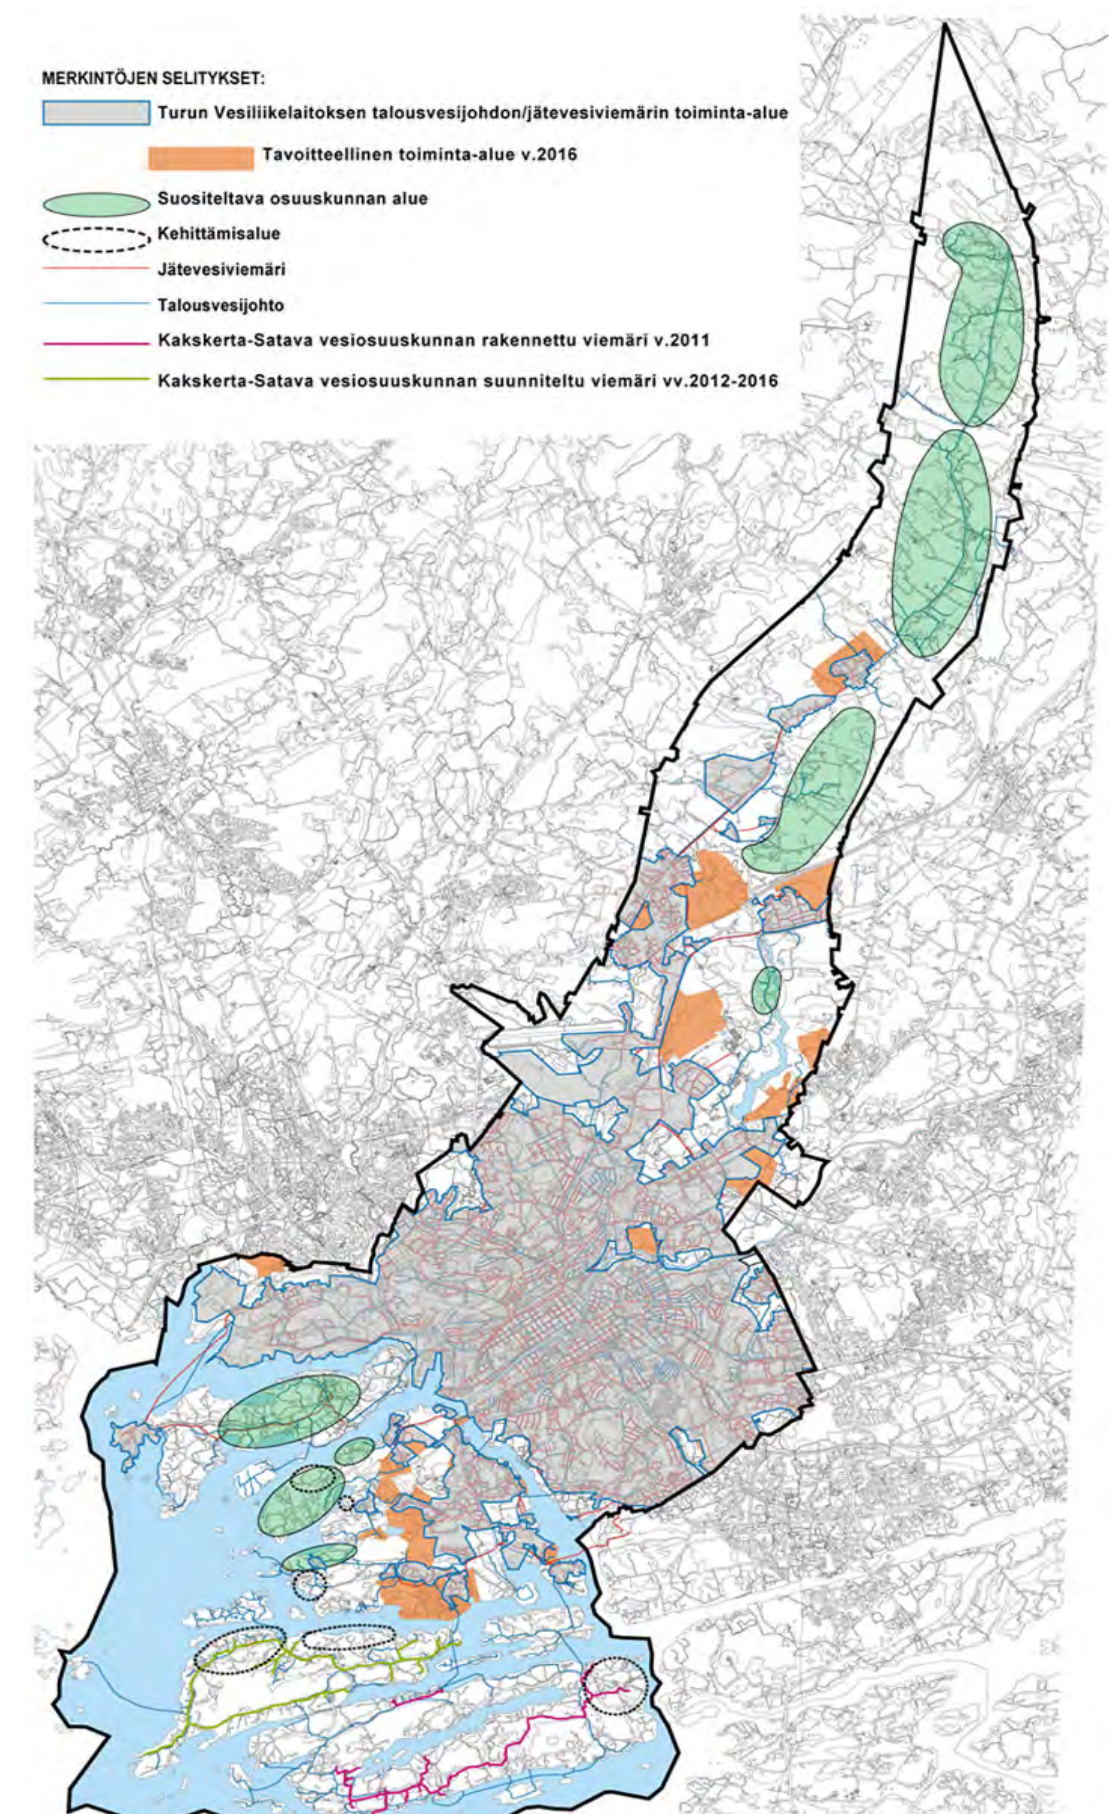 MERKINTÖJEN SELITYKSET:
Turun Vesiliikelaitoksen talousvesijohdon/jätevesiviemärin toiminta-alue
Tavoitteellinen toiminta-alue v.2016
Suositeltava osuuskunnan alue
Kehittämisalue
Jätevesiviemäri
Talousvesijohto
Kakskerta-Satava vesiosuuskunnan rakennettu viemäri v.2011
Kakskerta-Satava vesiosuuskunnan suunniteltu viemäri vv.2012-2016